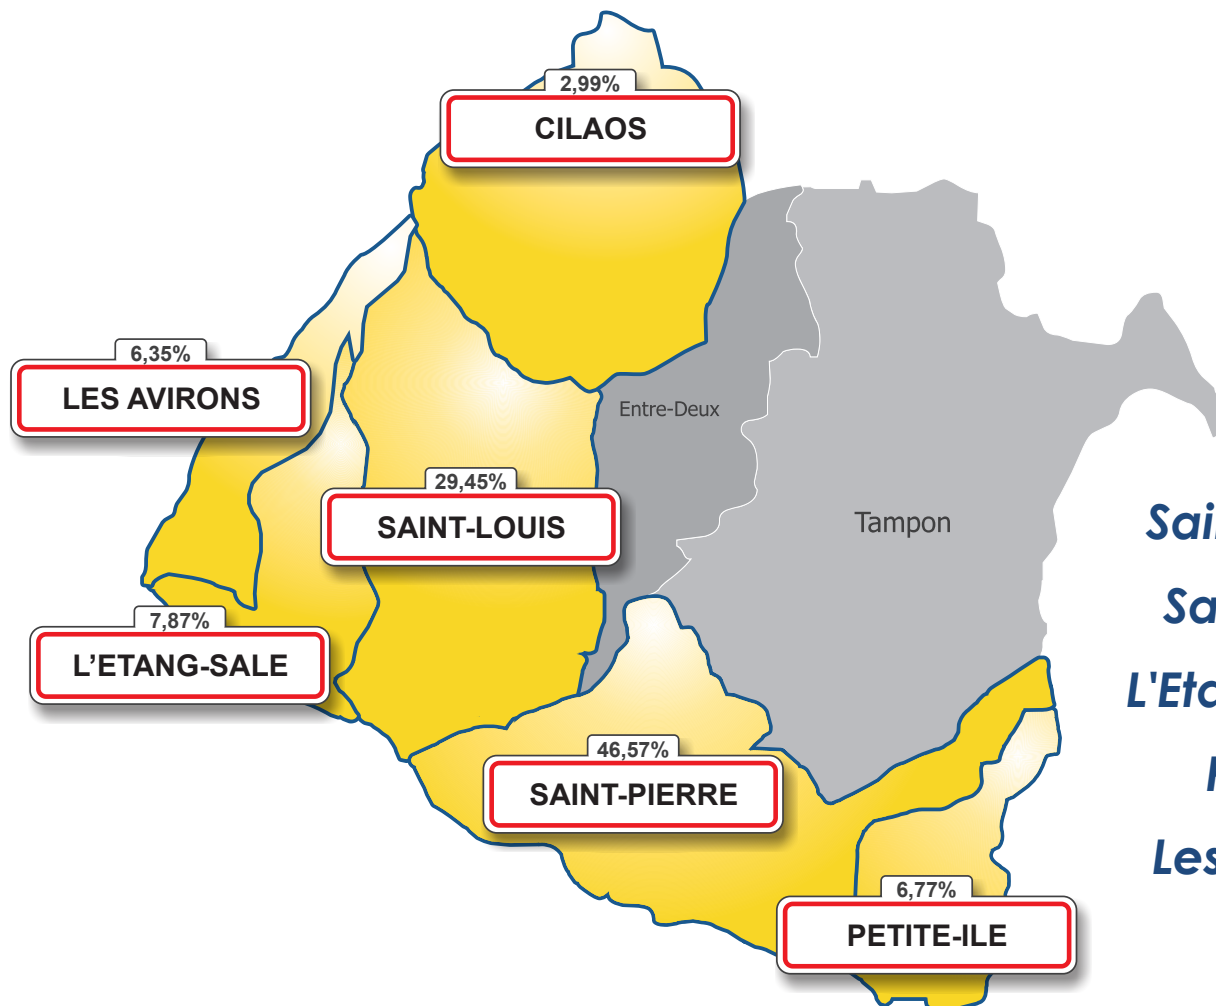 2,99%
CILAOS
6,35%
LES AVIRONS
Entre-Deux
29,45%
SAINT-LOUIS
Tampon
7,87%
L'ETANG-SALE
46,57%
SAINT-PIERRE
6,77%
PETITE-ILE
Les